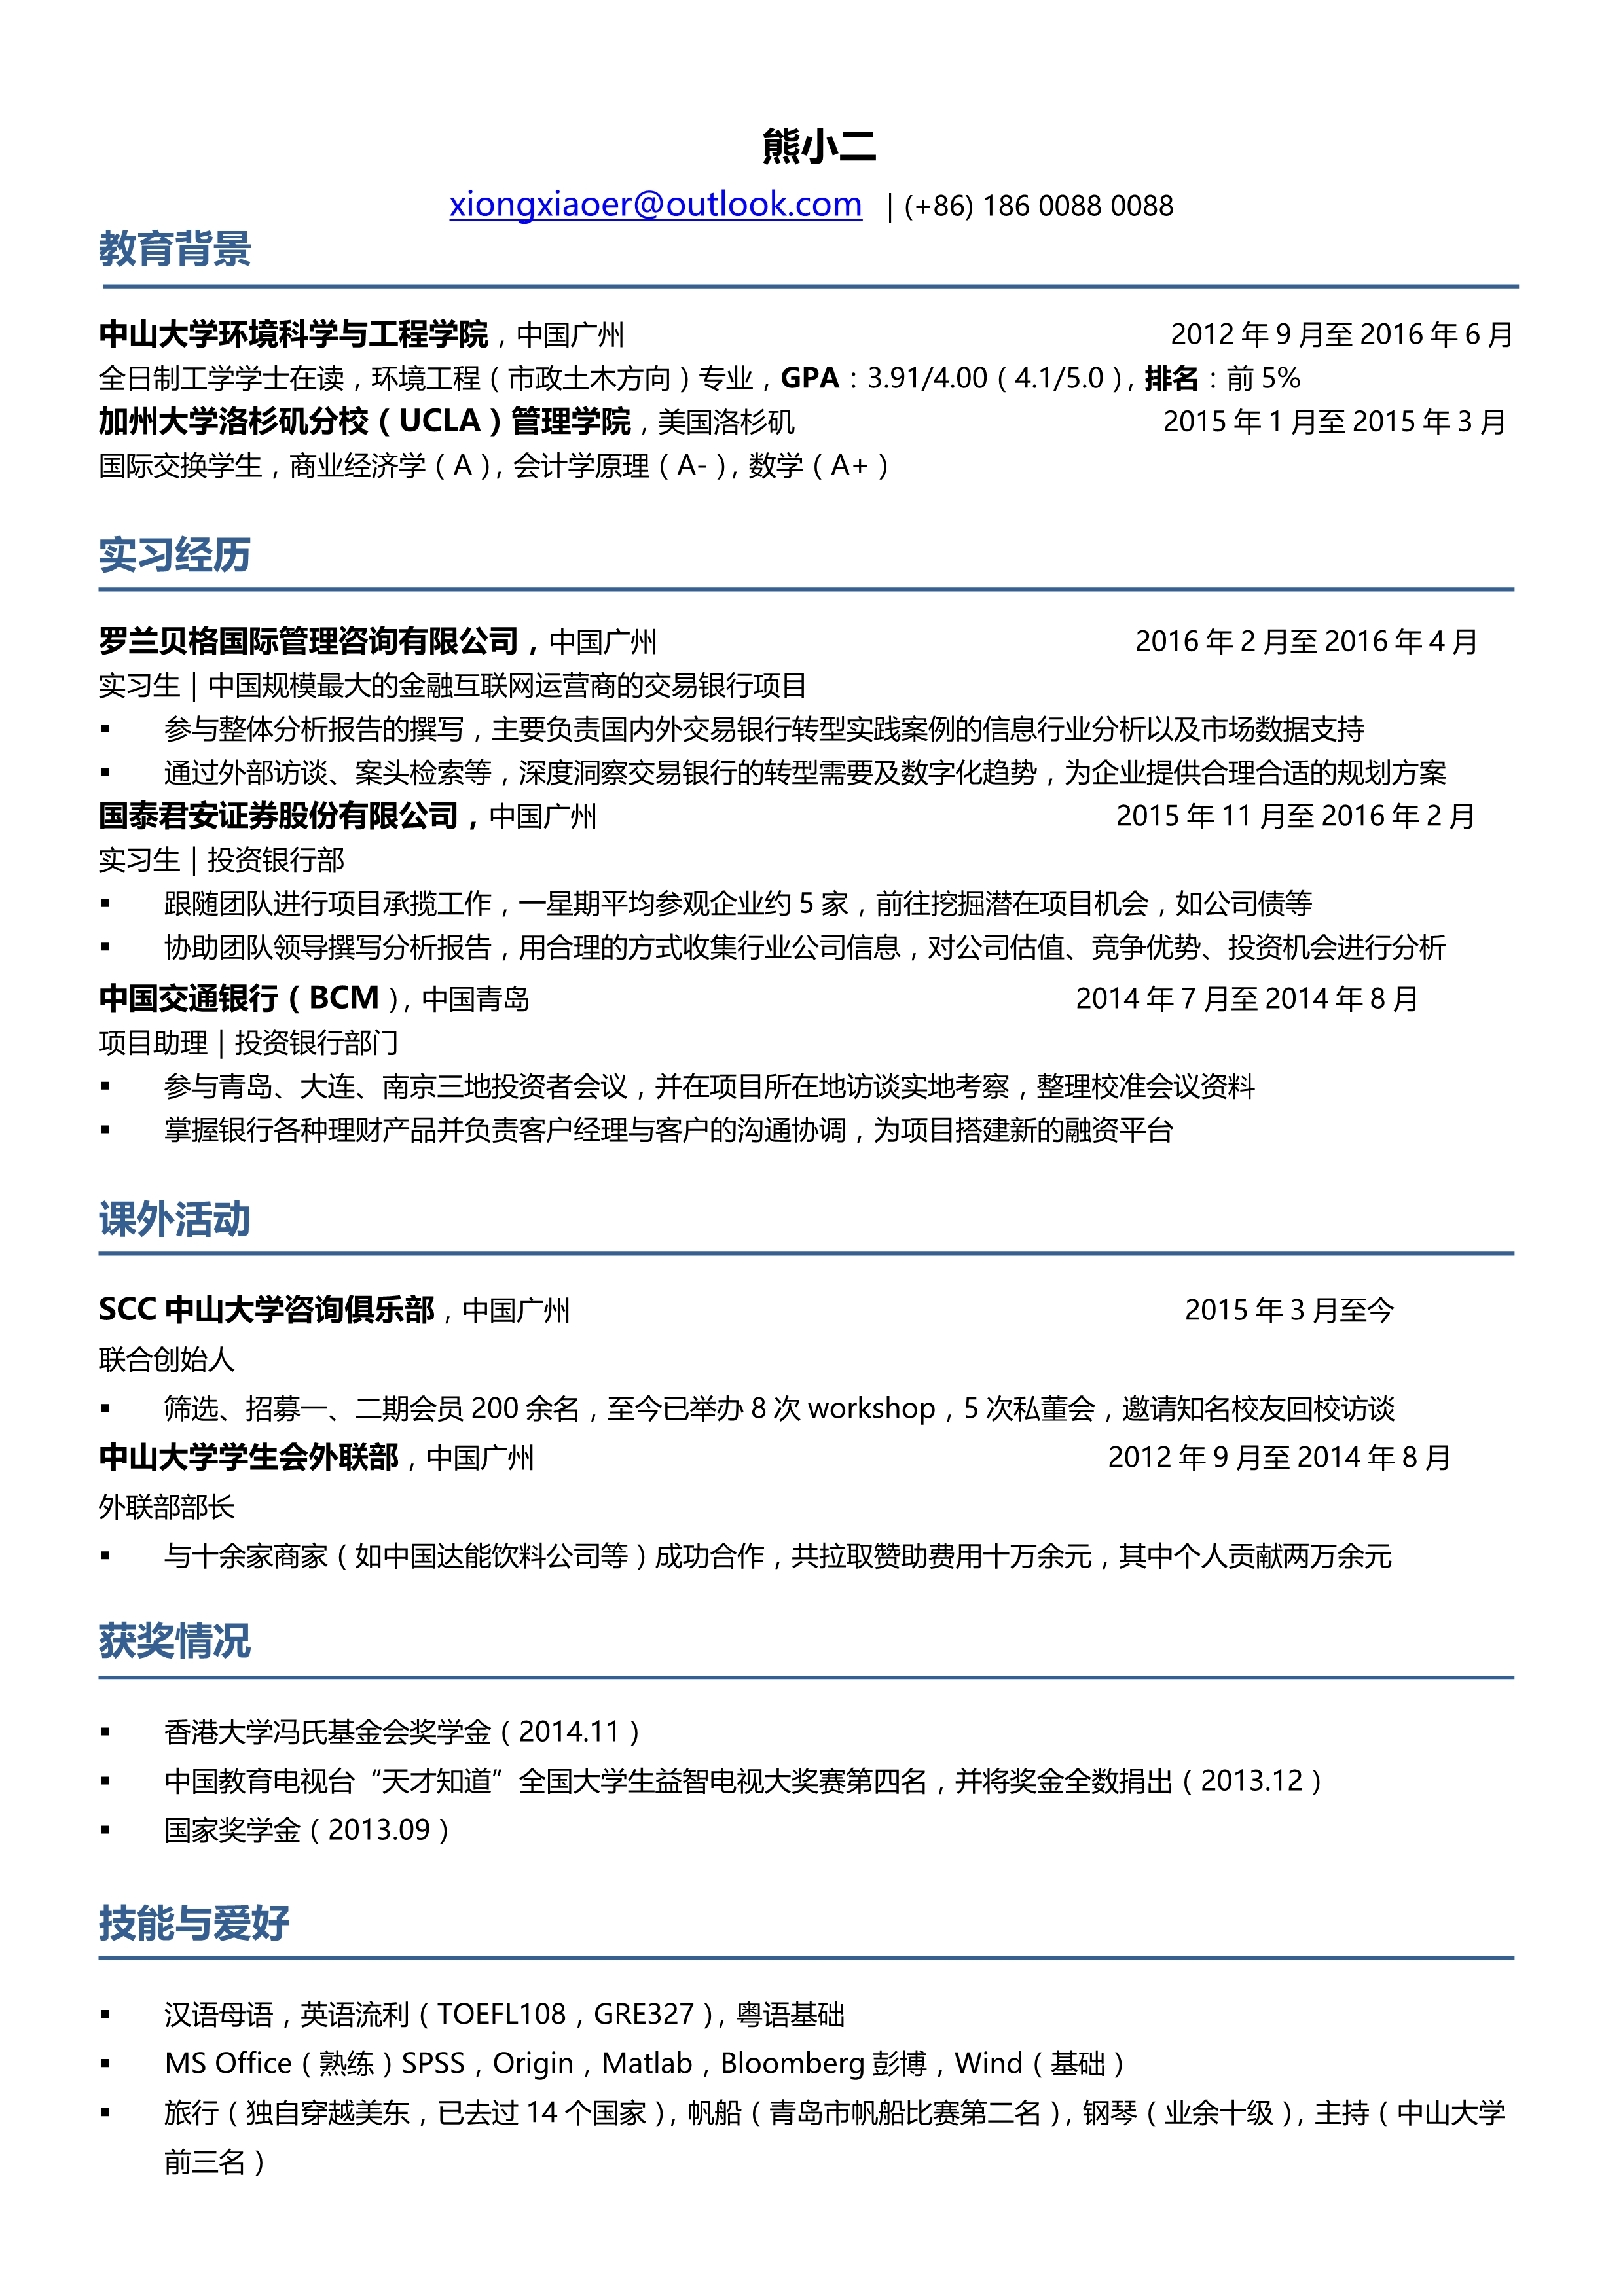 熊小二
xiongxiaoer@outlook.com | (+86) 186 0088 0088
教育背景
中山大学环境科学与工程学院，中国广州 2012 年 9 月至 2016 年 6 月
全日制工学学士在读，环境工程（市政土木方向）专业，GPA：3.91/4.00（4.1/5.0），排名：前 5%
加州大学洛杉矶分校（UCLA）管理学院，美国洛杉矶 2015 年 1 月至 2015 年 3 月
国际交换学生，商业经济学（A），会计学原理（A-），数学（A+）
实习经历
罗兰贝格国际管理咨询有限公司，中国广州 2016 年 2 月至 2016 年 4 月
实习生｜中国规模最大的金融互联网运营商的交易银行项目
▪ 参与整体分析报告的撰写，主要负责国内外交易银行转型实践案例的信息行业分析以及市场数据支持
▪ 通过外部访谈、案头检索等，深度洞察交易银行的转型需要及数字化趋势，为企业提供合理合适的规划方案
国泰君安证券股份有限公司，中国广州 2015 年 11 月至 2016 年 2 月
实习生｜投资银行部
▪ 跟随团队进行项目承揽工作，一星期平均参观企业约 5 家，前往挖掘潜在项目机会，如公司债等
▪ 协助团队领导撰写分析报告，用合理的方式收集行业公司信息，对公司估值、竞争优势、投资机会进行分析
中国交通银行（BCM），中国青岛 2014 年 7 月至 2014 年 8 月
项目助理｜投资银行部门
▪ 参与青岛、大连、南京三地投资者会议，并在项目所在地访谈实地考察，整理校准会议资料
▪ 掌握银行各种理财产品并负责客户经理与客户的沟通协调，为项目搭建新的融资平台
课外活动
SCC 中山大学咨询俱乐部，中国广州 2015 年 3 月至今
联合创始人
▪ 筛选、招募一、二期会员 200 余名，至今已举办 8 次 workshop，5 次私董会，邀请知名校友回校访谈
中山大学学生会外联部，中国广州 2012 年 9 月至 2014 年 8 月
外联部部长
▪ 与十余家商家（如中国达能饮料公司等）成功合作，共拉取赞助费用十万余元，其中个人贡献两万余元
获奖情况
▪ 香港大学冯氏基金会奖学金（2014.11）
▪ 中国教育电视台“天才知道”全国大学生益智电视大奖赛第四名，并将奖金全数捐出（2013.12）
▪ 国家奖学金（2013.09）
技能与爱好
▪ 汉语母语，英语流利（TOEFL108，GRE327），粤语基础
▪ MS Office（熟练）SPSS，Origin，Matlab，Bloomberg 彭博，Wind（基础）
▪ 旅行（独自穿越美东，已去过 14 个国家），帆船（青岛市帆船比赛第二名），钢琴（业余十级），主持（中山大学
前三名）